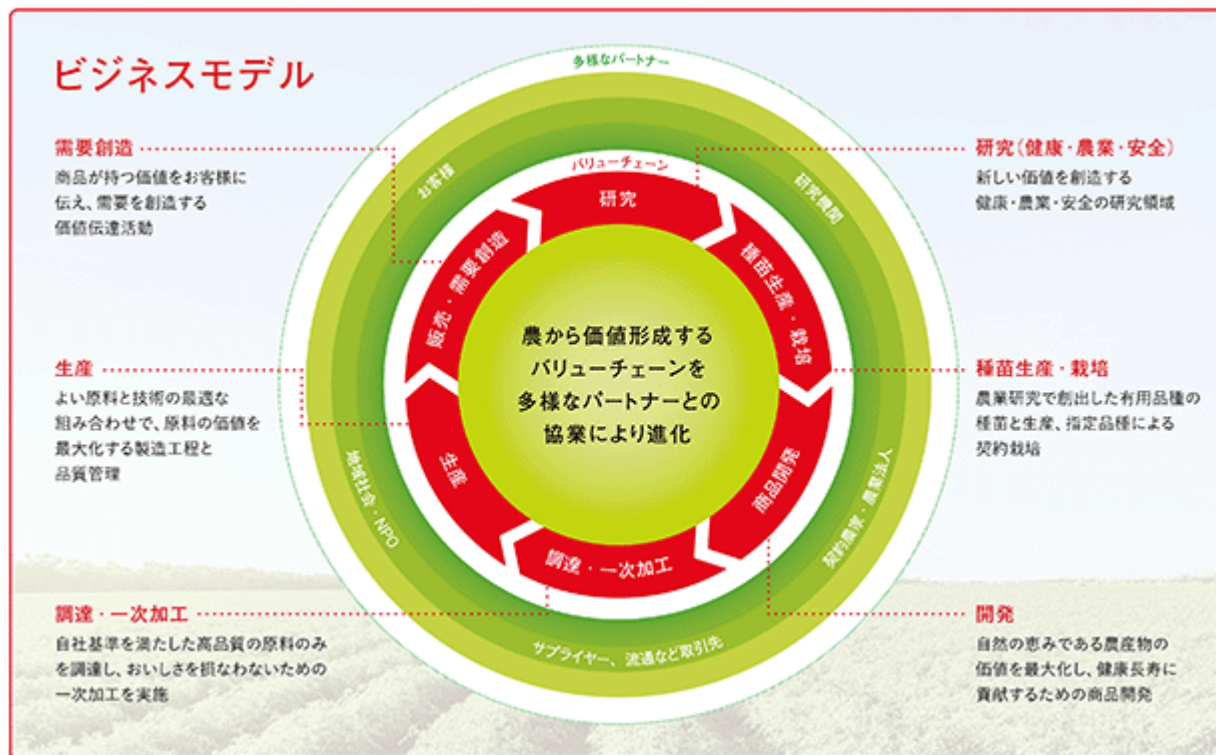 ビジネスモデル
多様なパートナー
バリューチェーン
お客様
研究機関
契約農家・農業法人
サプライヤー、流通など取引先
地域社会・NPO
研究
種苗生産・栽培
商品開発
調達・一次加工
生産
販売・需要創造
農から価値形成する
バリューチェーンを
多様なパートナーとの
協業により進化
需要創造
商品が持つ価値をお客様に
伝え、需要を創造する
価値伝達活動
生産
よい原料と技術の最適な
組み合わせで、原料の価値を
最大化する製造工程と
品質管理
調達・一次加工
自社基準を満たした高品質の原料のみ
を調達し、おいしさを損なわないための
一次加工を実施
研究(健康・農業・安全)
新しい価値を創造する
健康・農業・安全の研究領域
種苗生産・栽培
農業研究で創出した有用品種の
種苗と生産、指定品種による
契約栽培
開発
自然の恵みである農産物の
価値を最大化し、健康長寿に
貢献するための商品開発